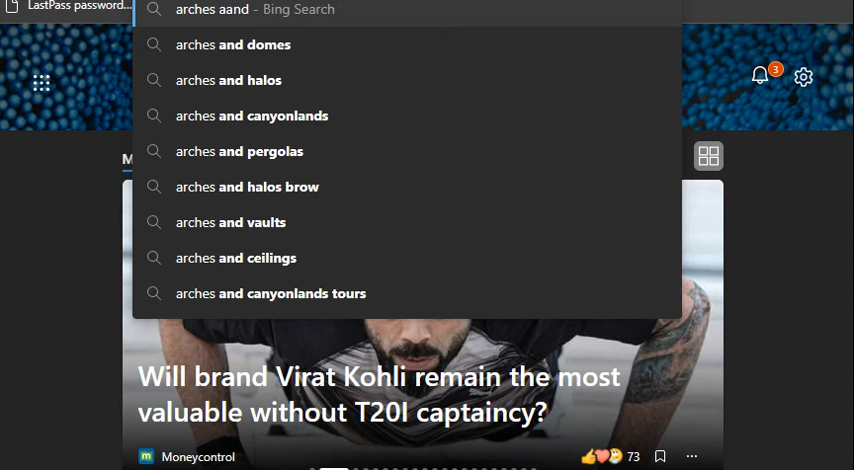 LastPass password...
arches aand - Bing Search
arches and domes
arches and halos
3
arches and canyonlands
arches and pergolas
M
arches and halos brow
arches and vaults
arches and ceilings
arches and canyonlands tours
Will brand Virat Kohli remain the most
valuable without T20I captaincy?
m Moneycontrol
73